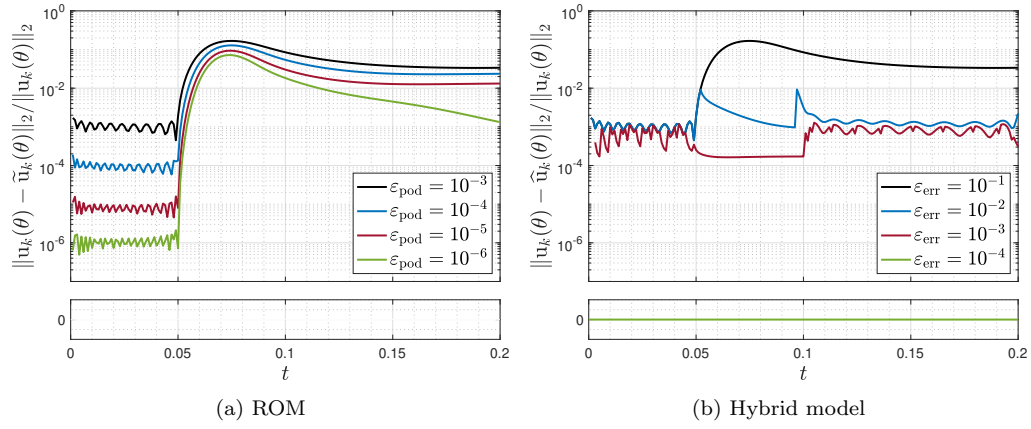 10^0
10^-2
10^-4
10^-6
‖u_k(θ) − ũ_k(θ)‖_2/‖u_k(θ)‖_2
ε_pod = 10^-3
ε_pod = 10^-4
ε_pod = 10^-5
ε_pod = 10^-6
0
0 0.05 0.1 0.15 0.2
t
(a) ROM
10^0
10^-2
10^-4
10^-6
‖u_k(θ) − û_k(θ)‖_2/‖u_k(θ)‖_2
ε_err = 10^-1
ε_err = 10^-2
ε_err = 10^-3
ε_err = 10^-4
0
0 0.05 0.1 0.15 0.2
t
(b) Hybrid model